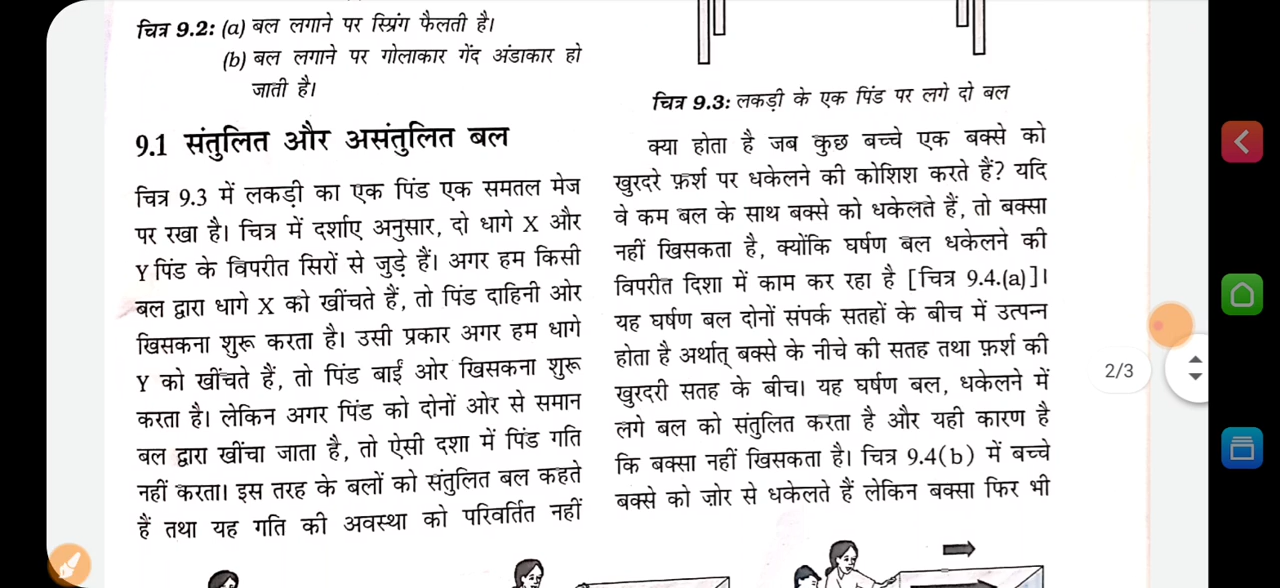 चित्र 9.2: (a) बल लगाने पर स्प्रिंग फैलती है।
(b) बल लगाने पर गोलाकार गेंद अंडाकार हो
जाती है।
9.1 संतुलित और असंतुलित बल
चित्र 9.3 में लकड़ी का एक पिंड एक समतल मेज
पर रखा है। चित्र में दर्शाए अनुसार, दो धागे X और
Y पिंड के विपरीत सिरों से जुड़े हैं। अगर हम किसी
बल द्वारा धागे X को खींचते हैं, तो पिंड दाहिनी ओर
खिसकना शुरू करता है। उसी प्रकार अगर हम धागे
Y को खींचते हैं, तो पिंड बाईं ओर खिसकना शुरू
करता है। लेकिन अगर पिंड को दोनों ओर से समान
बल द्वारा खींचा जाता है, तो ऐसी दशा में पिंड गति
नहीं करता। इस तरह के बलों को संतुलित बल कहते
हैं तथा यह गति की अवस्था को परिवर्तित नहीं
चित्र 9.3: लकड़ी के एक पिंड पर लगे दो बल
क्या होता है जब कुछ बच्चे एक बक्से को
खुरदरे फ़र्श पर धकेलने की कोशिश करते हैं? यदि
वे कम बल के साथ बक्से को धकेलते हैं, तो बक्सा
नहीं खिसकता है, क्योंकि घर्षण बल धकेलने की
विपरीत दिशा में काम कर रहा है [चित्र 9.4.(a)]।
यह घर्षण बल दोनों संपर्क सतहों के बीच में उत्पन्न
होता है अर्थात् बक्से के नीचे की सतह तथा फ़र्श की
खुरदरी सतह के बीच। यह घर्षण बल, धकेलने में
लगे बल को संतुलित करता है और यही कारण है
कि बक्सा नहीं खिसकता है। चित्र 9.4(b) में बच्चे
बक्से को ज़ोर से धकेलते हैं लेकिन बक्सा फिर भी
2/3